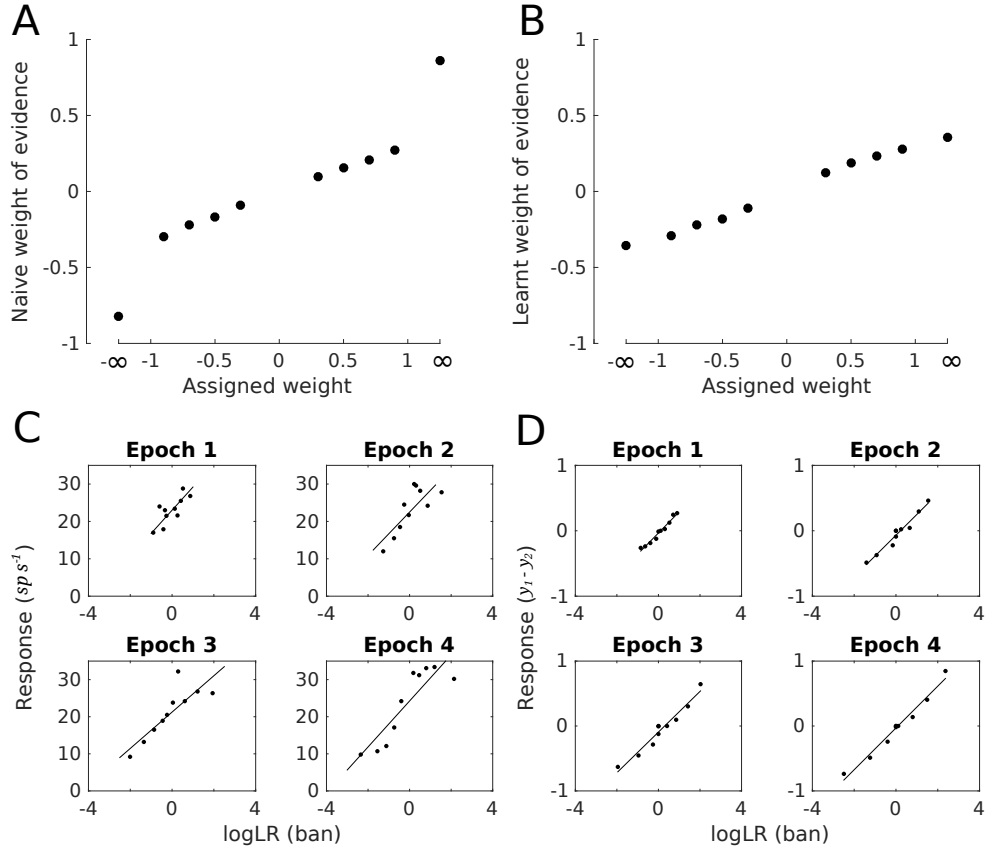 A
B
1
0.5
0
-0.5
-1
Naive weight of evidence
-∞ -1 -0.5 0 0.5 1 ∞
Assigned weight
1
0.5
0
-0.5
-1
Learnt weight of evidence
-∞ -1 -0.5 0 0.5 1 ∞
Assigned weight
C
D
Epoch 1
30
20
10
0
-4 0 4
Epoch 2
30
20
10
0
-4 0 4
Epoch 3
30
20
10
0
-4 0 4
Epoch 4
30
20
10
0
-4 0 4
Response (sp s⁻¹)
logLR (ban)
Epoch 1
1
0
-1
-4 0 4
Epoch 2
1
0
-1
-4 0 4
Epoch 3
1
0
-1
-4 0 4
Epoch 4
1
0
-1
-4 0 4
Response (y₁- y₂)
logLR (ban)